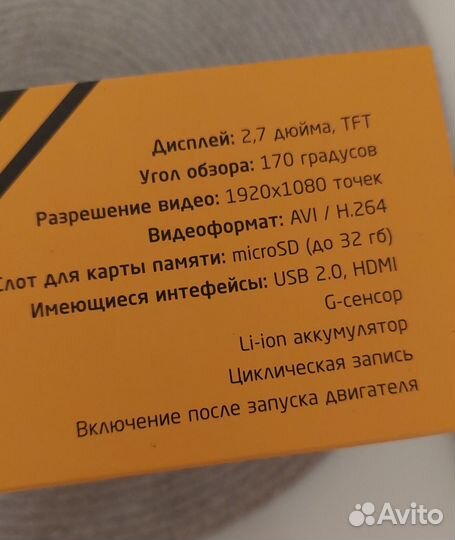 Дисплей: 2,7 дюйма, TFT
Угол обзора: 170 градусов
Разрешение видео: 1920x1080 точек
Видеоформат: AVI / H.264
Слот для карты памяти: microSD (до 32 гб)
Имеющиеся интефейсы: USB 2.0, HDMI
G-сенсор
Li-ion аккумулятор
Циклическая запись
Включение после запуска двигателя
Avito